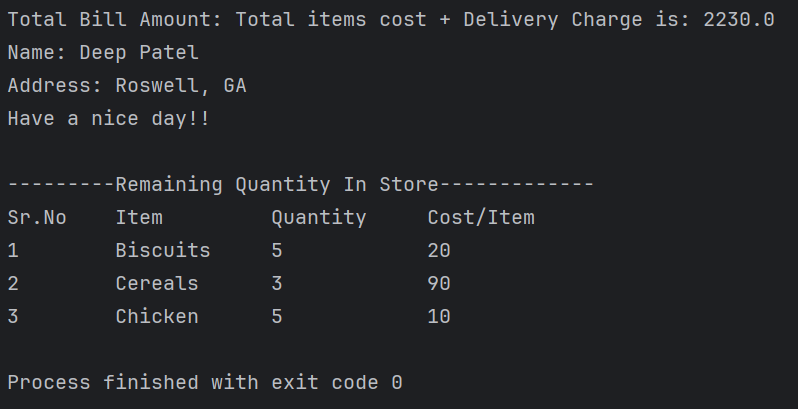 Total Bill Amount: Total items cost + Delivery Charge is: 2230.0
Name: Deep Patel
Address: Roswell, GA
Have a nice day!!
---------Remaining Quantity In Store-------------
Sr.No    Item         Quantity     Cost/Item
1        Biscuits     5            20
2        Cereals      3            90
3        Chicken      5            10
Process finished with exit code 0